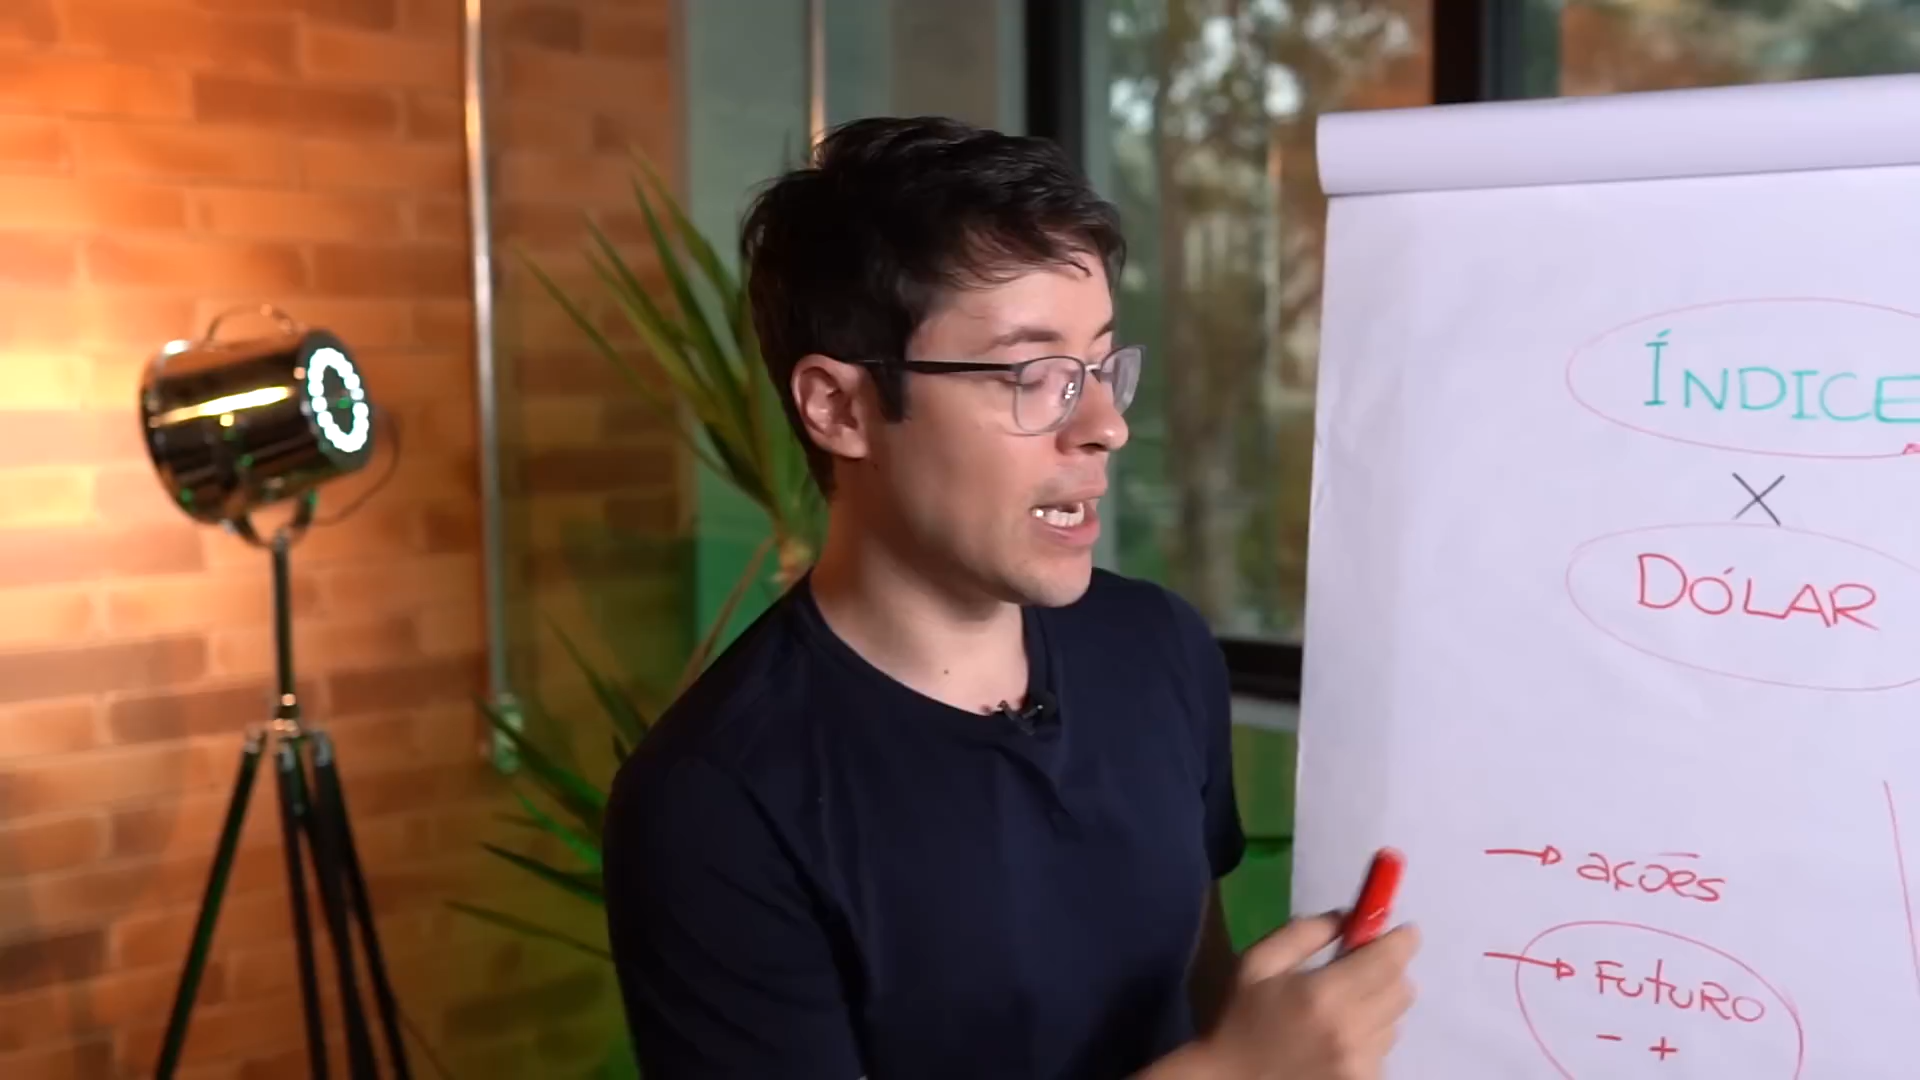 ÍNDICE
X
DÓLAR
→ ações
→ FUTURO
- +